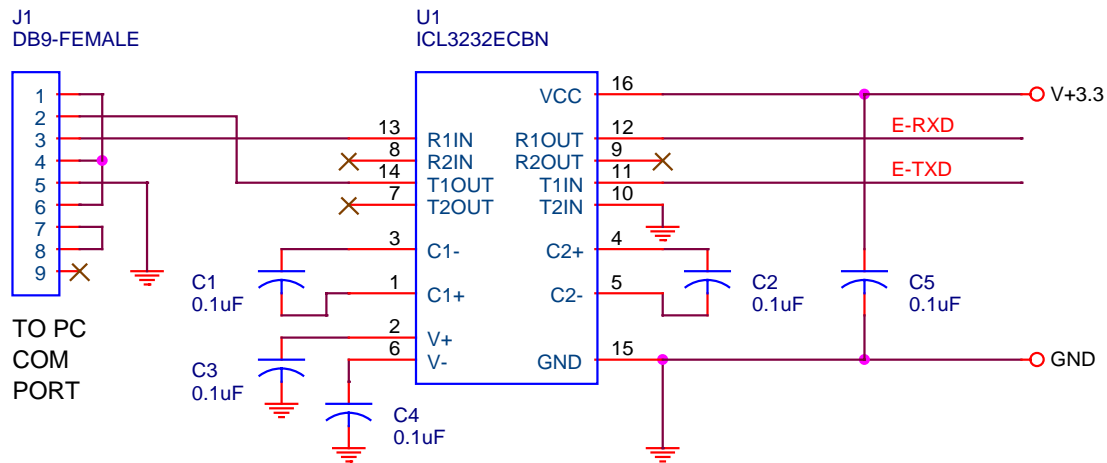 J1
DB9-FEMALE
1
2
3
4
5
6
7
8
9
TO PC
COM
PORT
U1
ICL3232ECBN
13 R1IN
8 R2IN
14 T1OUT
7 T2OUT
3 C1-
1 C1+
2 V+
6 V-
VCC 16
R1OUT 12
R2OUT 9
T1IN 11
T2IN 10
C2+ 4
C2- 5
GND 15
C1
0.1uF
C3
0.1uF
C4
0.1uF
C2
0.1uF
C5
0.1uF
V+3.3
E-RXD
E-TXD
GND